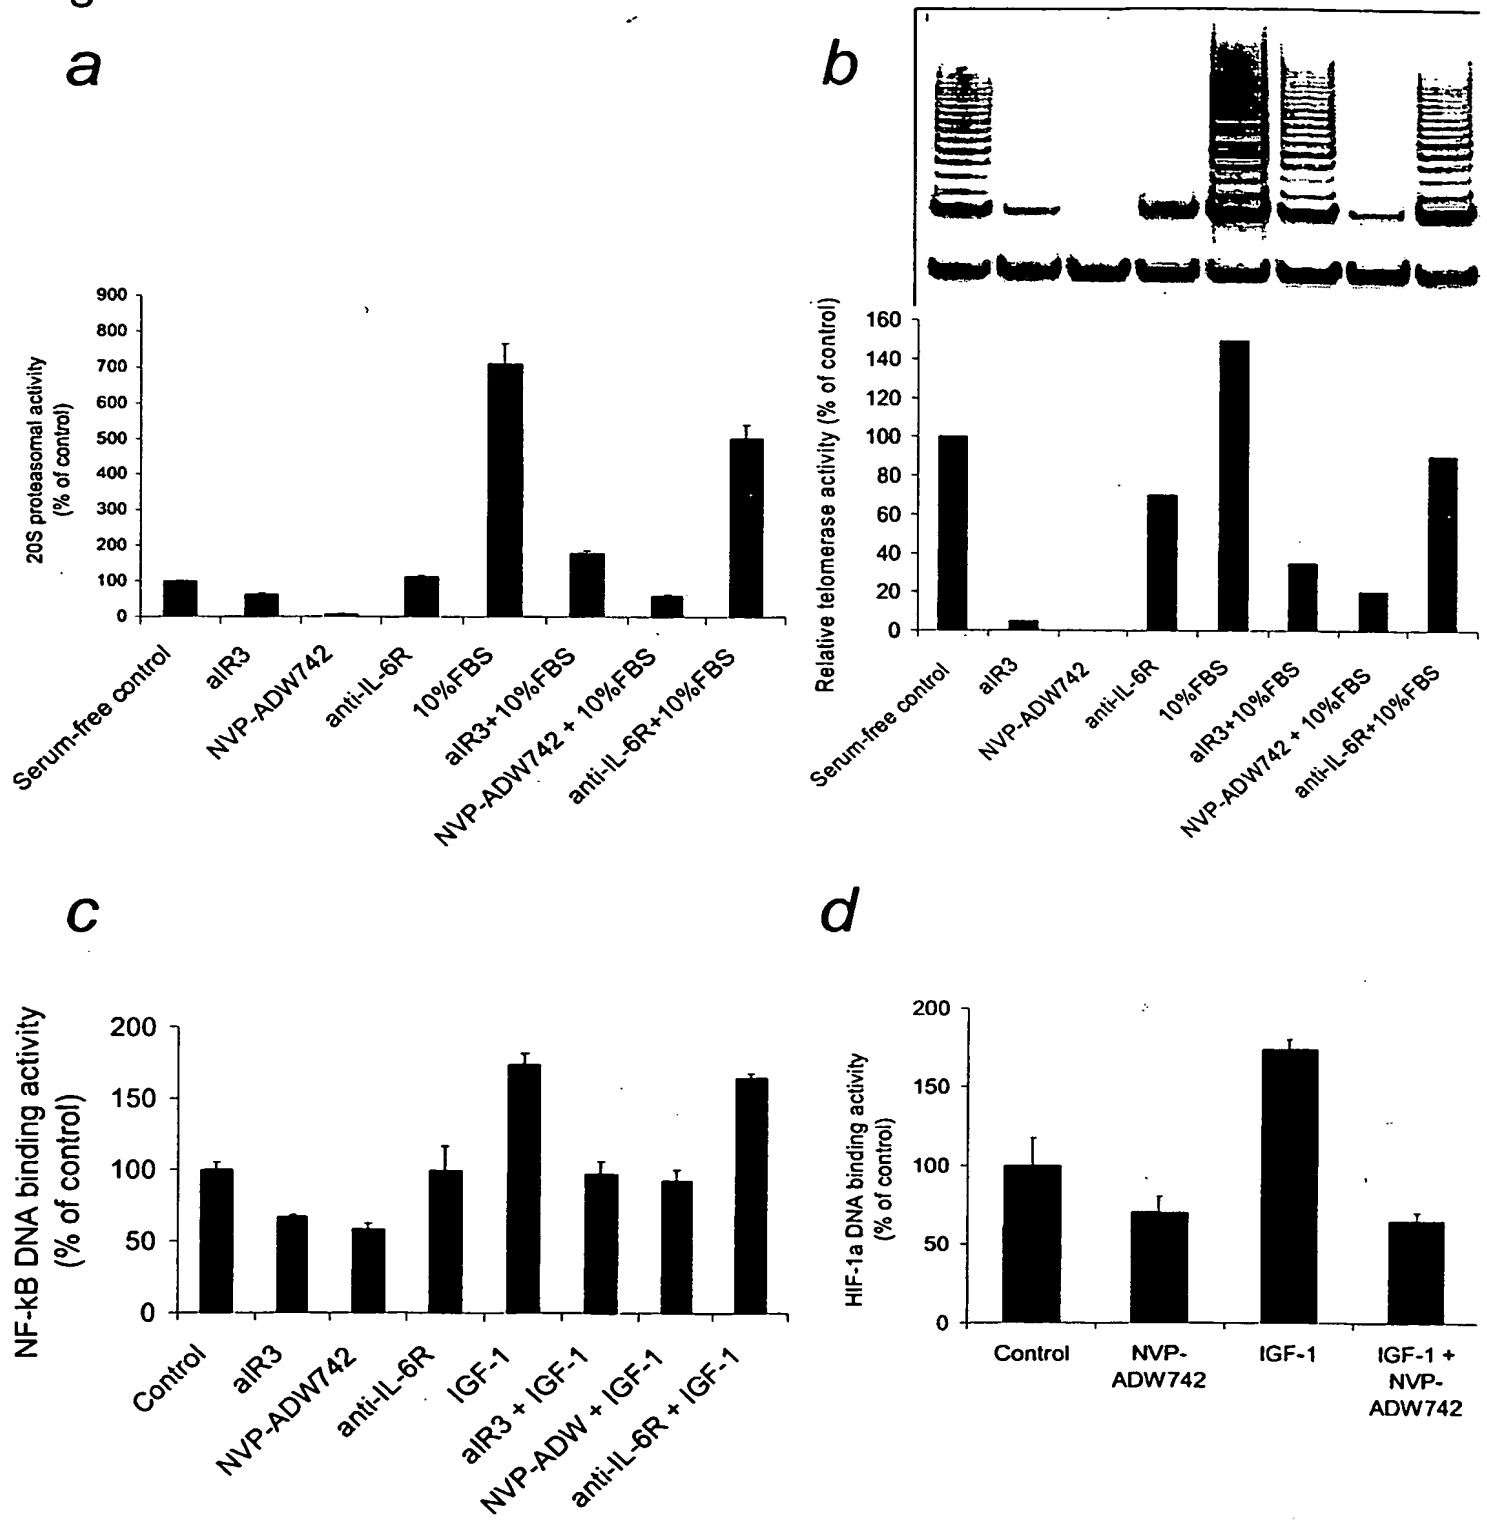 a
b
900
800
700
600
500
400
300
200
100
0
20S proteasomal activity
(% of control)
Serum-free control
aIR3
NVP-ADW742
anti-IL-6R
10%FBS
aIR3+10%FBS
NVP-ADW742 + 10%FBS
anti-IL-6R+10%FBS
160
140
120
100
80
60
40
20
0
Relative telomerase activity (% of control)
Serum-free control
aIR3
NVP-ADW742
anti-IL-6R
10%FBS
aIR3+10%FBS
NVP-ADW742 + 10%FBS
anti-IL-6R+10%FBS
c
d
200
150
100
50
0
NF-kB DNA binding activity
(% of control)
Control
aIR3
NVP-ADW742
anti-IL-6R
IGF-1
aIR3 + IGF-1
NVP-ADW + IGF-1
anti-IL-6R + IGF-1
200
150
100
50
0
HIF-1a DNA binding activity
(% of control)
Control
NVP-
ADW742
IGF-1
IGF-1 +
NVP-
ADW742